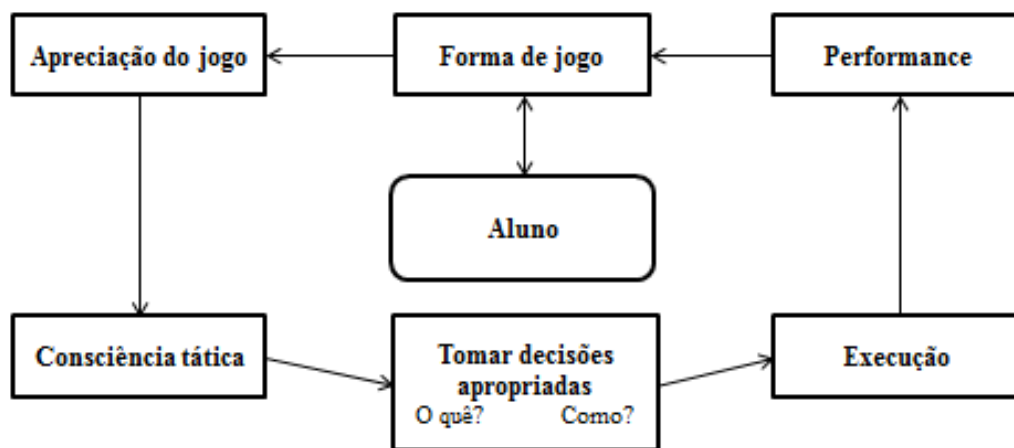 Apreciação do jogo
Forma de jogo
Performance
Aluno
Consciência tática
Tomar decisões
apropriadas
O quê? Como?
Execução